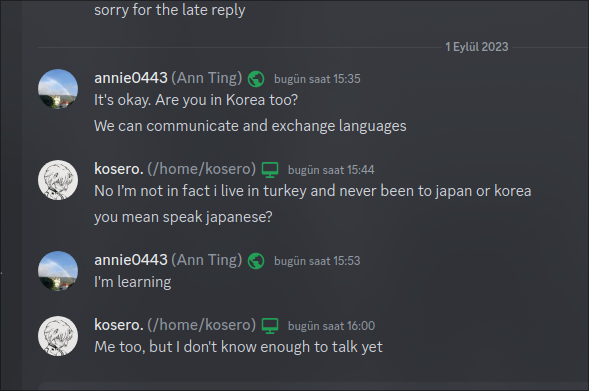 sorry for the late reply
1 Eylül 2023
annie0443 (Ann Ting) bugün saat 15:35
It's okay. Are you in Korea too?
We can communicate and exchange languages
kosero. (/home/kosero) bugün saat 15:44
No I'm not in fact i live in turkey and never been to japan or korea
you mean speak japanese?
annie0443 (Ann Ting) bugün saat 15:53
I'm learning
kosero. (/home/kosero) bugün saat 16:00
Me too, but I don't know enough to talk yet